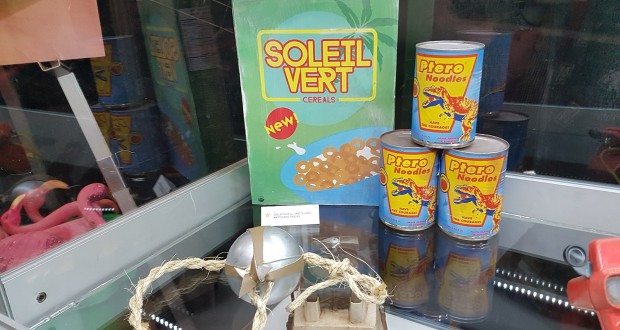 SOLEIL
VERT
CEREALS
New!
Ptero
Noodles
Ptero
Noodles
Ptero
Noodles